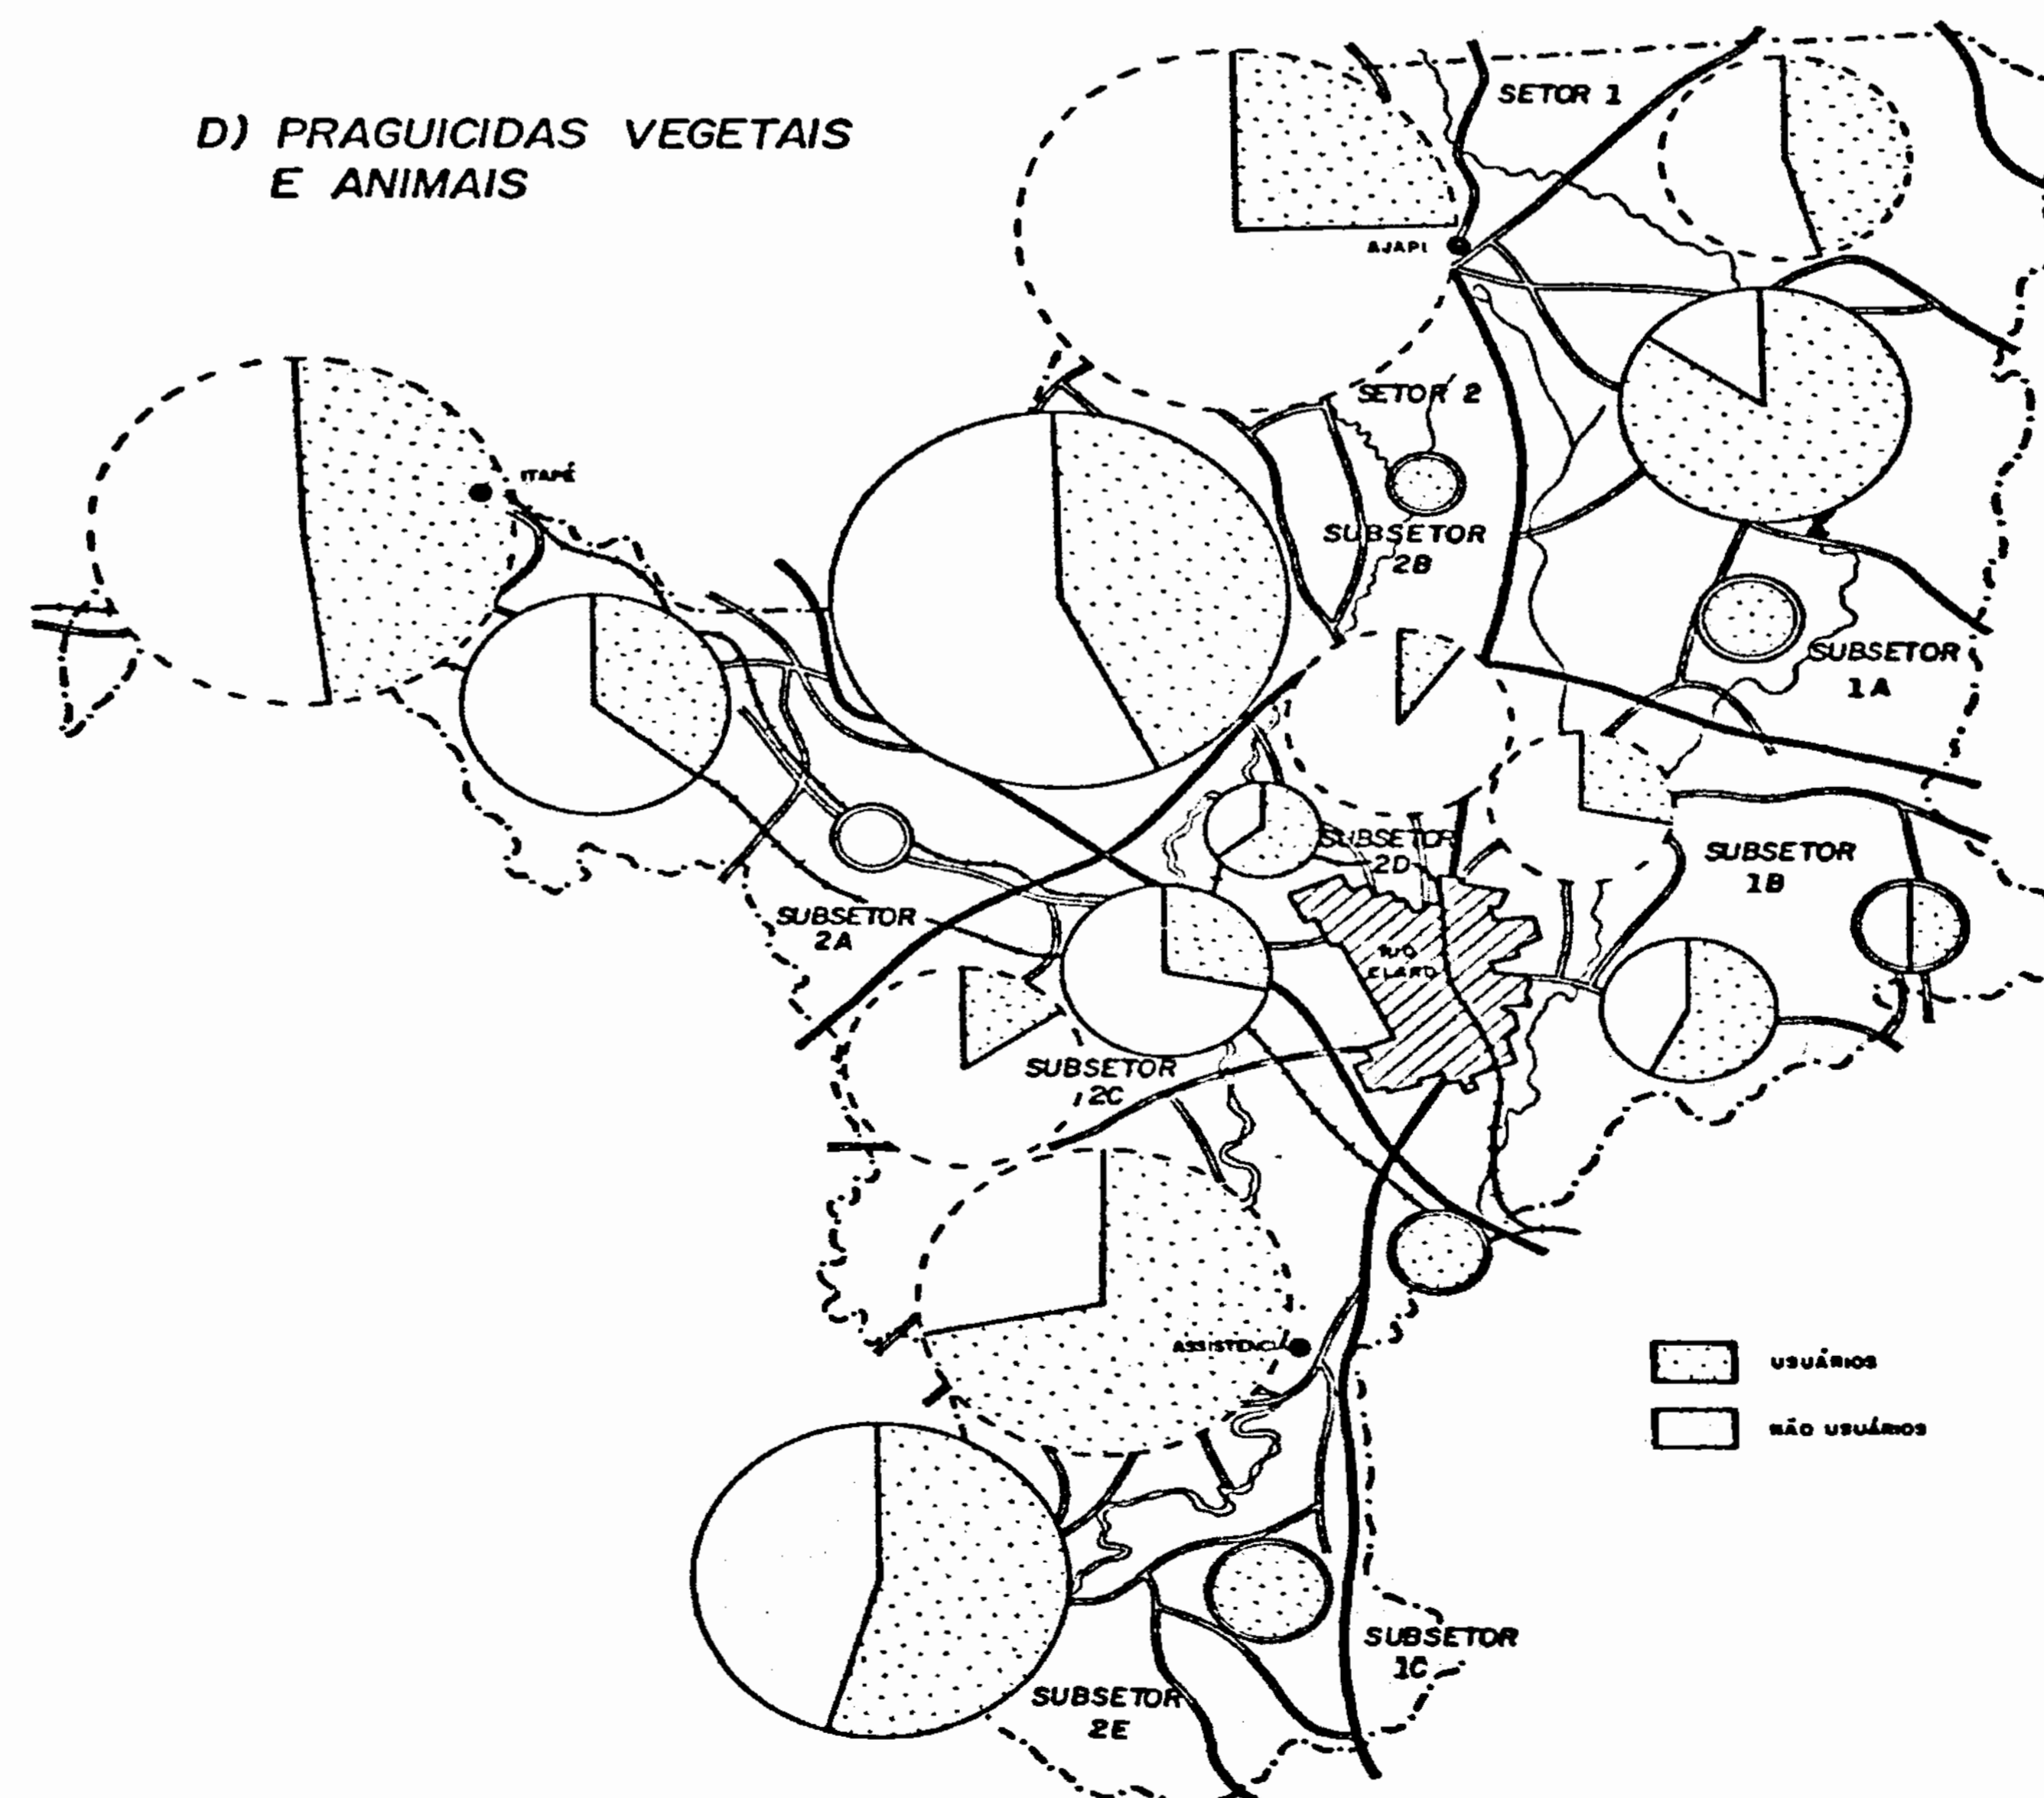 D) PRAGUICIDAS VEGETAIS
E ANIMAIS
SETOR 1
AJAPI
SETOR 2
ITAPÉ
SUBSETOR
2B
SUBSETOR
1A
SUBSETOR
2D
SUBSETOR
1B
SUBSETOR
2A
RIO
CLARO
SUBSETOR
2C
ASSISTENCIA
USUÁRIOS
NÃO USUÁRIOS
SUBSETOR
1C
SUBSETOR
2E